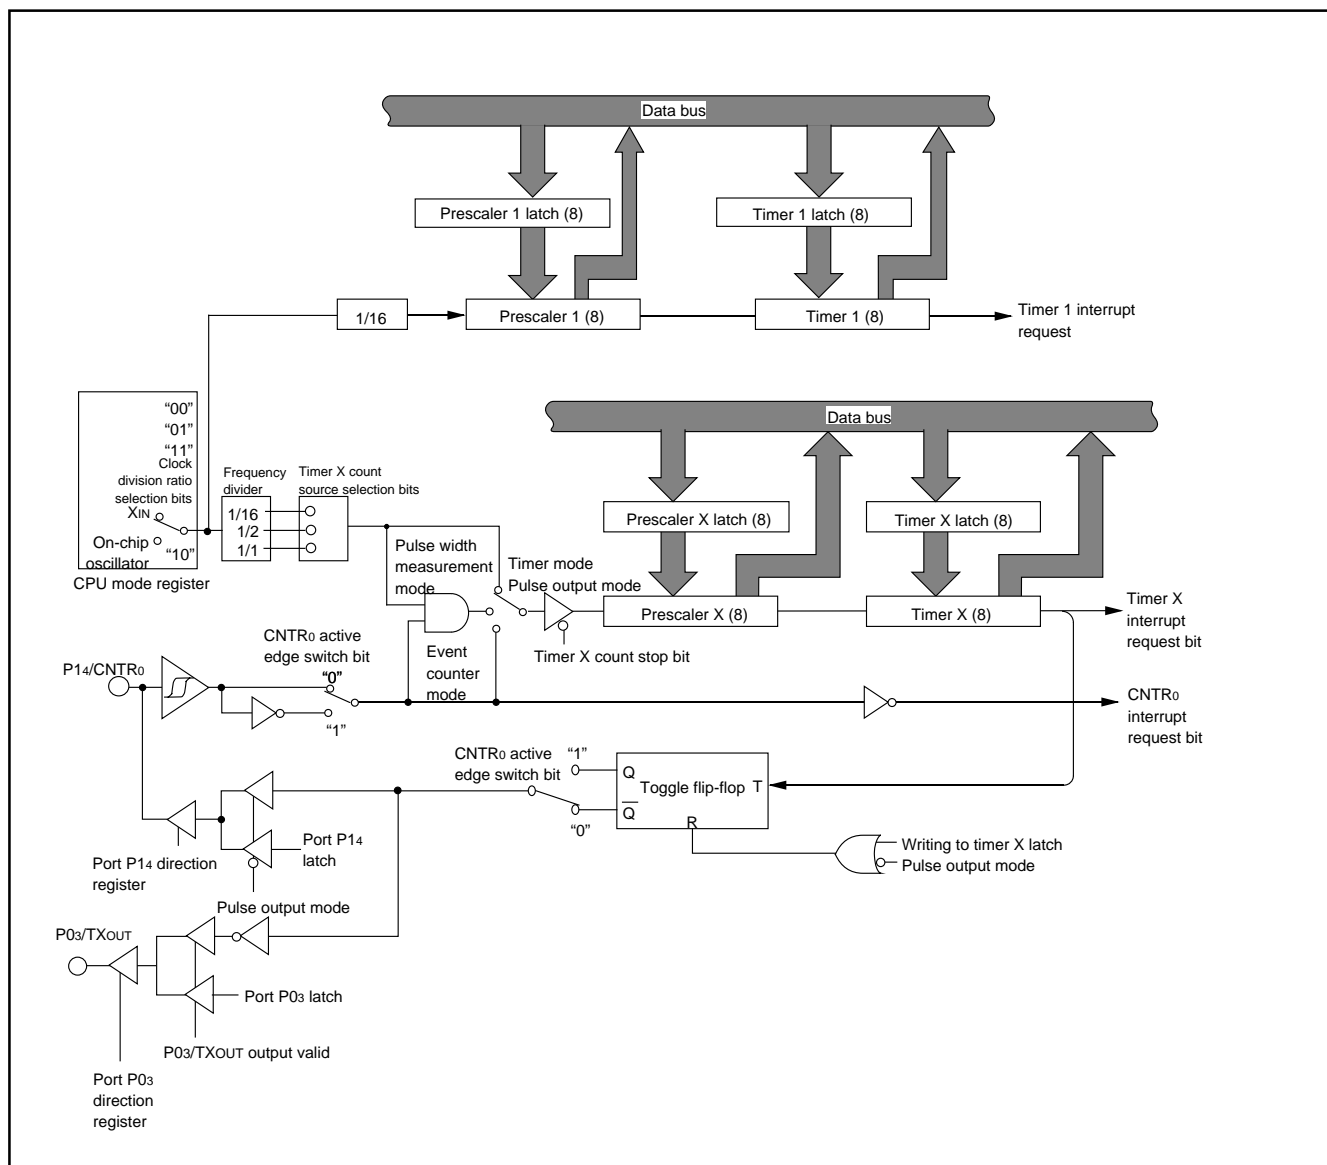 Data bus
Prescaler 1 latch (8)
Timer 1 latch (8)
1/16
Prescaler 1 (8)
Timer 1 (8)
Timer 1 interrupt
request
“00”
“01”
“11”
Clock
division ratio
selection bits
XIN
On-chip
oscillator
“10”
CPU mode register
Frequency
divider
1/16
1/2
1/1
Timer X count
source selection bits
Data bus
Prescaler X latch (8)
Timer X latch (8)
Pulse width
measurement
mode
Timer mode
Pulse output mode
Prescaler X (8)
Timer X (8)
Timer X
interrupt
request bit
Timer X count stop bit
Event
counter
mode
CNTR0 active
edge switch bit
“0”
“1”
P14/CNTR0
CNTR0
interrupt
request bit
CNTR0 active
edge switch bit
“1”
“0”
Q
Toggle flip-flop
T
Q
R
Writing to timer X latch
Pulse output mode
Port P14
latch
Port P14 direction
register
Pulse output mode
P03/TXOUT
Port P03 latch
P03/TXOUT output valid
Port P03
direction
register